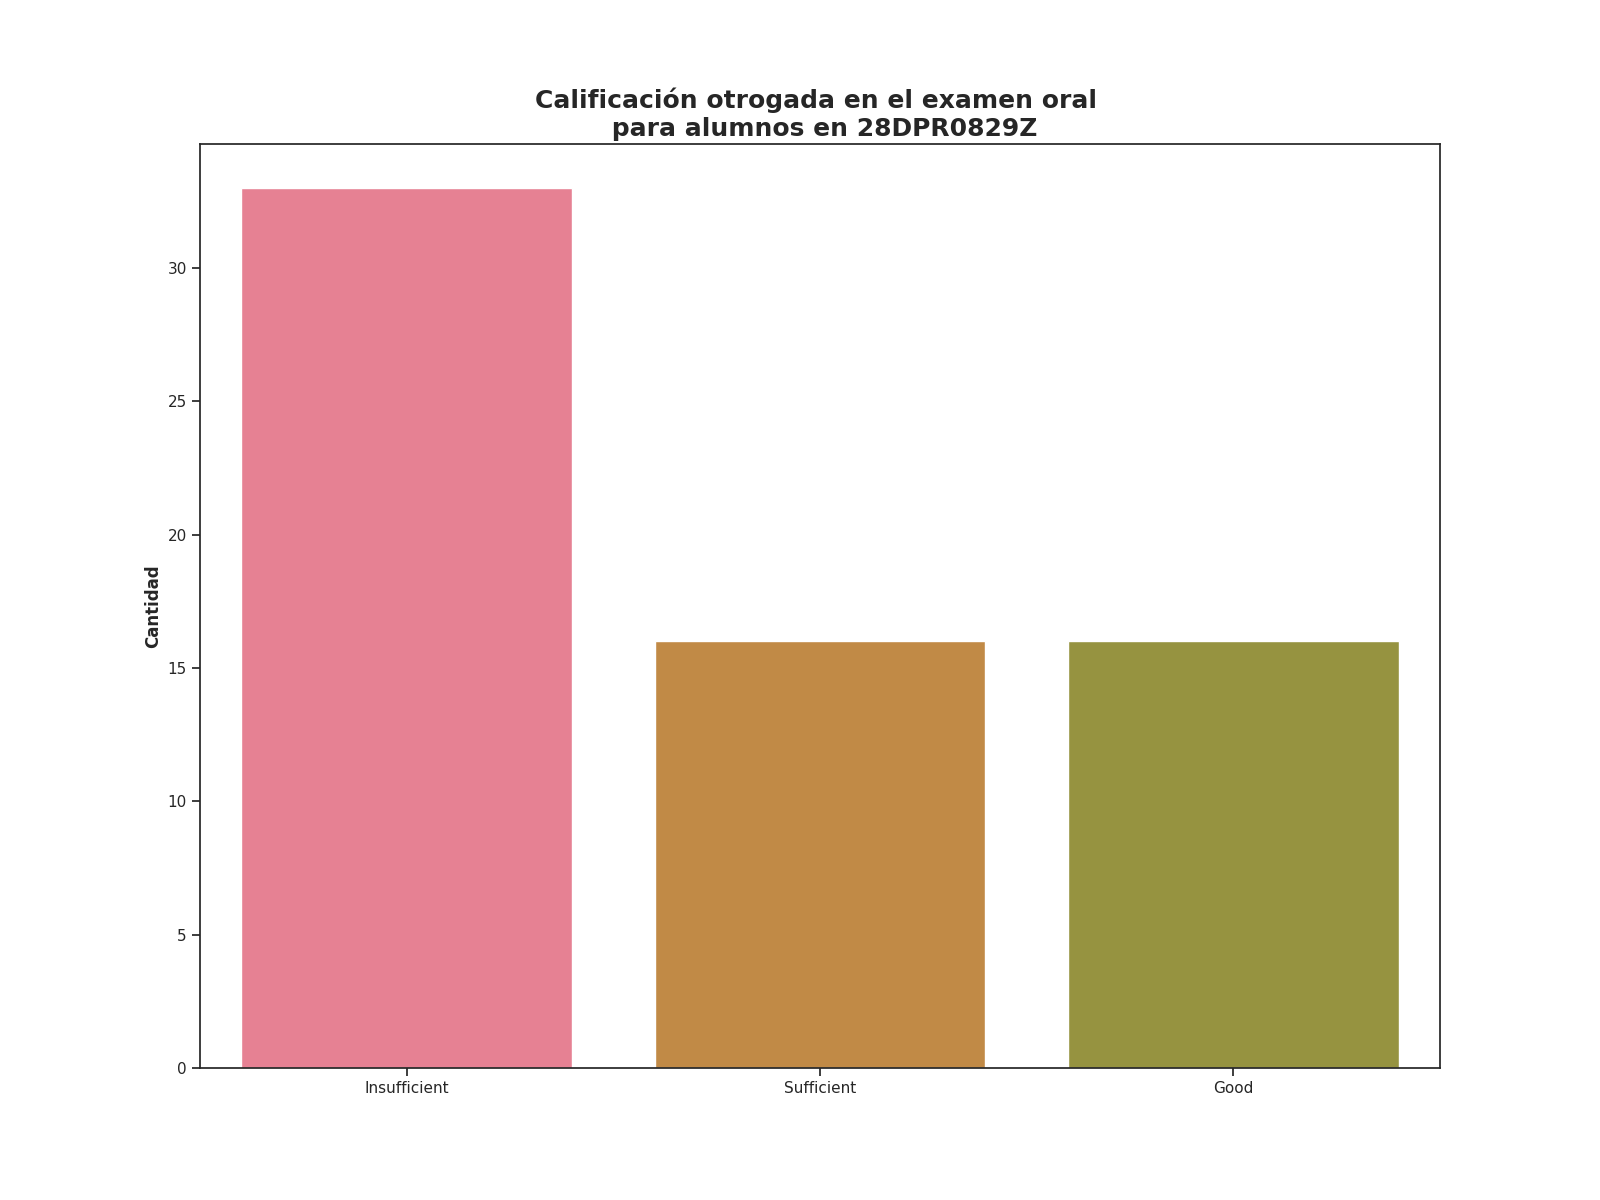 Calificación otrogada en el examen oral
para alumnos en 28DPR0829Z
Cantidad
30
25
20
15
10
5
0
Insufficient
Sufficient
Good